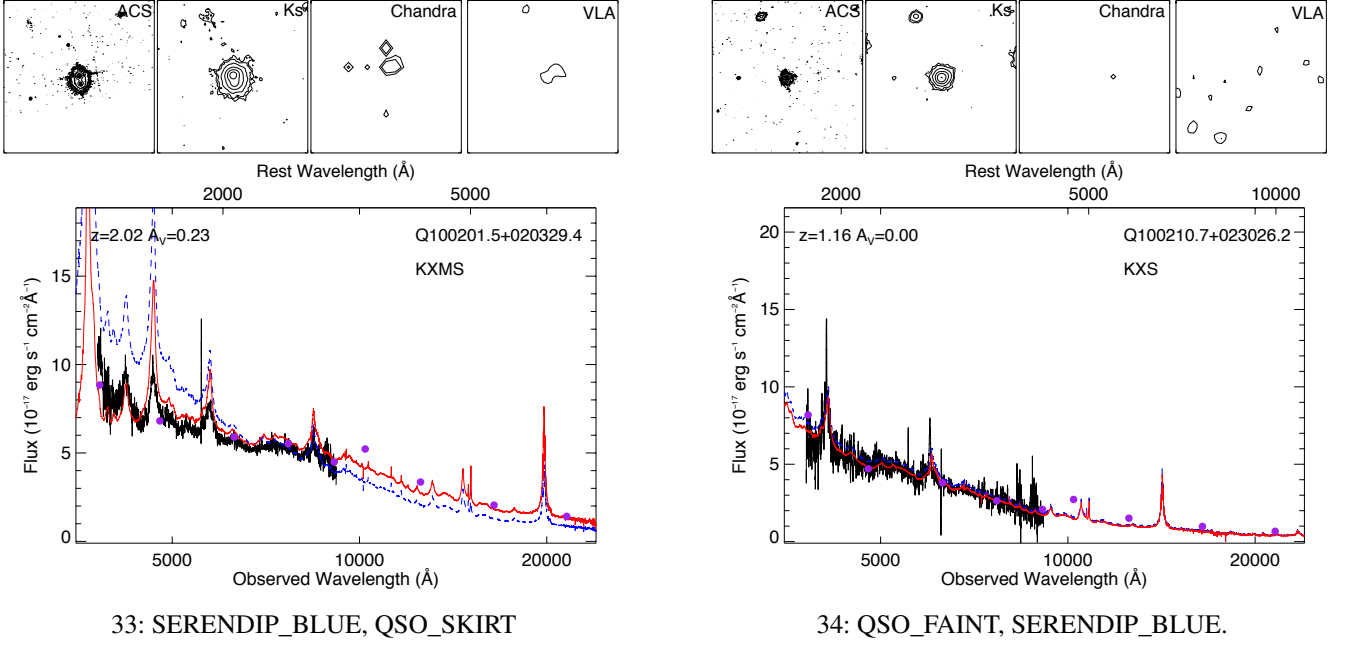 ACS Ks Chandra VLA
Rest Wavelength (Å)
2000 5000
z=2.02 A_V=0.23 Q100201.5+020329.4
KXMS
15
10
5
0
Flux (10⁻¹⁷ erg s⁻¹ cm⁻²Å⁻¹)
5000 10000 20000
Observed Wavelength (Å)
33: SERENDIP_BLUE, QSO_SKIRT
ACS Ks Chandra VLA
Rest Wavelength (Å)
2000 5000 10000
z=1.16 A_V=0.00 Q100210.7+023026.2
KXS
20
15
10
5
0
Flux (10⁻¹⁷ erg s⁻¹ cm⁻²Å⁻¹)
5000 10000 20000
Observed Wavelength (Å)
34: QSO_FAINT, SERENDIP_BLUE.